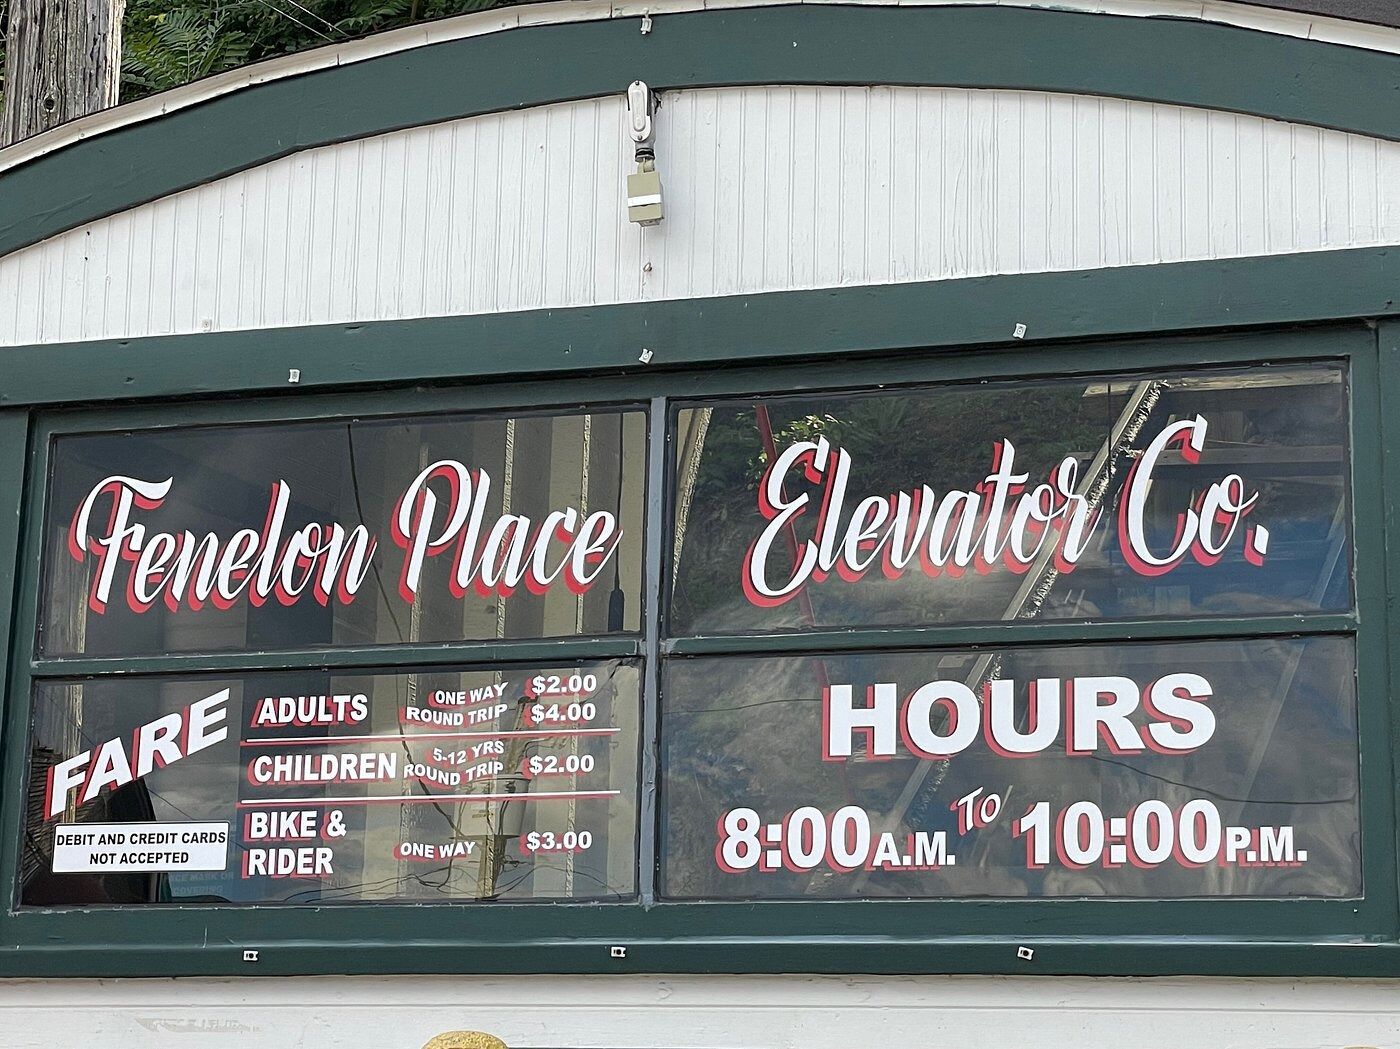 Fenelon Place
Elevator Co.
FARE
DEBIT AND CREDIT CARDS
NOT ACCEPTED
ADULTS
ONE WAY $2.00
ROUND TRIP $4.00
CHILDREN
5-12 YRS
ROUND TRIP $2.00
BIKE &
RIDER
ONE WAY $3.00
HOURS
8:00 A.M. TO 10:00 P.M.